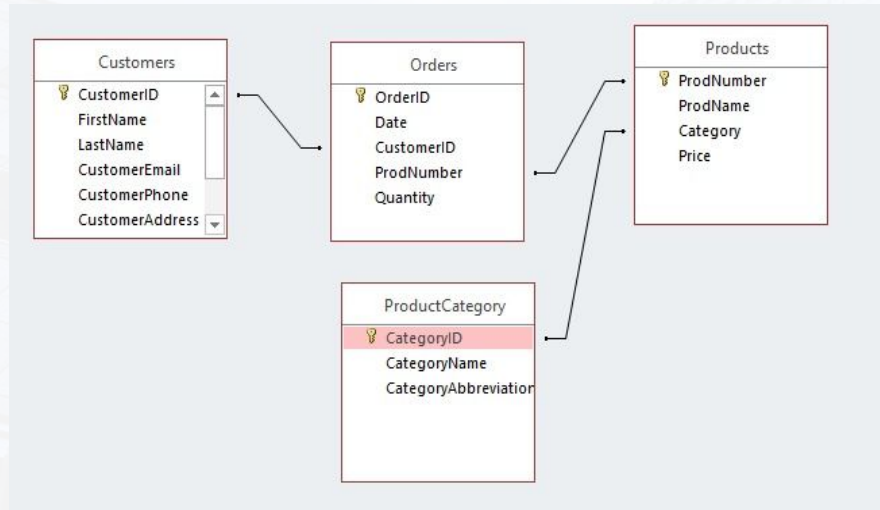 Customers
CustomerID
FirstName
LastName
CustomerEmail
CustomerPhone
CustomerAddress
Orders
OrderID
Date
CustomerID
ProdNumber
Quantity
Products
ProdNumber
ProdName
Category
Price
ProductCategory
CategoryID
CategoryName
CategoryAbbreviation